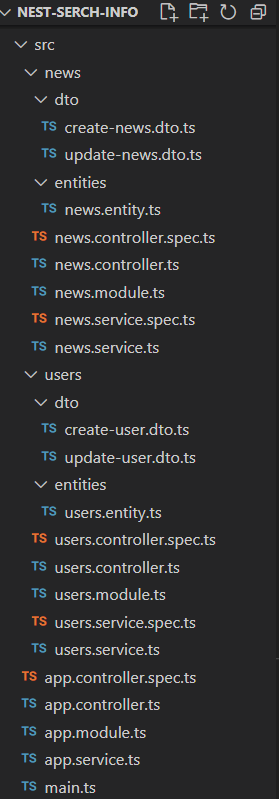 NEST-SERCH-INFO
src
news
dto
TS create-news.dto.ts
TS update-news.dto.ts
entities
TS news.entity.ts
TS news.controller.spec.ts
TS news.controller.ts
TS news.module.ts
TS news.service.spec.ts
TS news.service.ts
users
dto
TS create-user.dto.ts
TS update-user.dto.ts
entities
TS users.entity.ts
TS users.controller.spec.ts
TS users.controller.ts
TS users.module.ts
TS users.service.spec.ts
TS users.service.ts
TS app.controller.spec.ts
TS app.controller.ts
TS app.module.ts
TS app.service.ts
TS main.ts